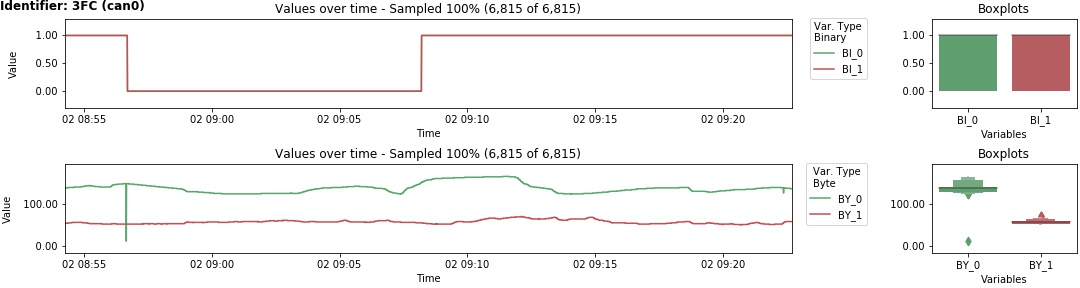 Identifier: 3FC (can0)
Values over time - Sampled 100% (6,815 of 6,815)
Boxplots
Value
1.00
0.50
0.00
02 08:55
02 09:00
02 09:05
02 09:10
02 09:15
02 09:20
Time
Var. Type
Binary
BI_0
BI_1
1.00
0.50
0.00
BI_0
BI_1
Variables
Values over time - Sampled 100% (6,815 of 6,815)
Boxplots
Value
100.00
0.00
02 08:55
02 09:00
02 09:05
02 09:10
02 09:15
02 09:20
Time
Var. Type
Byte
BY_0
BY_1
100.00
0.00
BY_0
BY_1
Variables